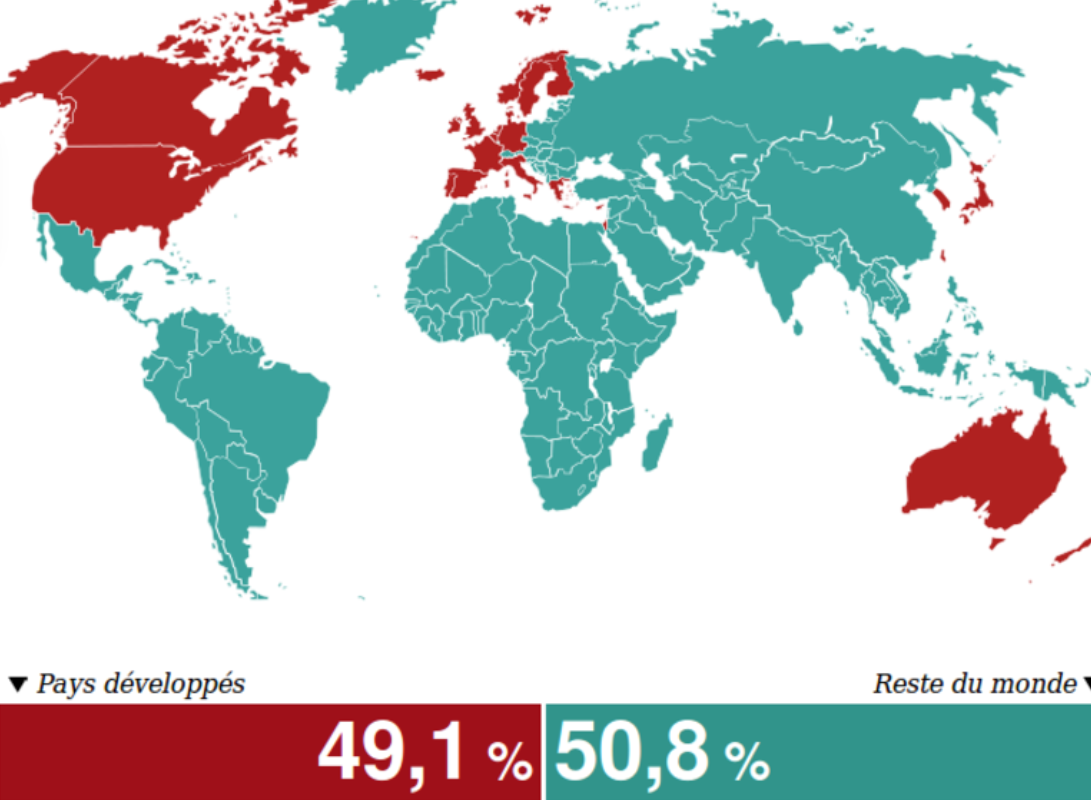 ▼ Pays développés
Reste du monde ▼
49,1 %
50,8 %